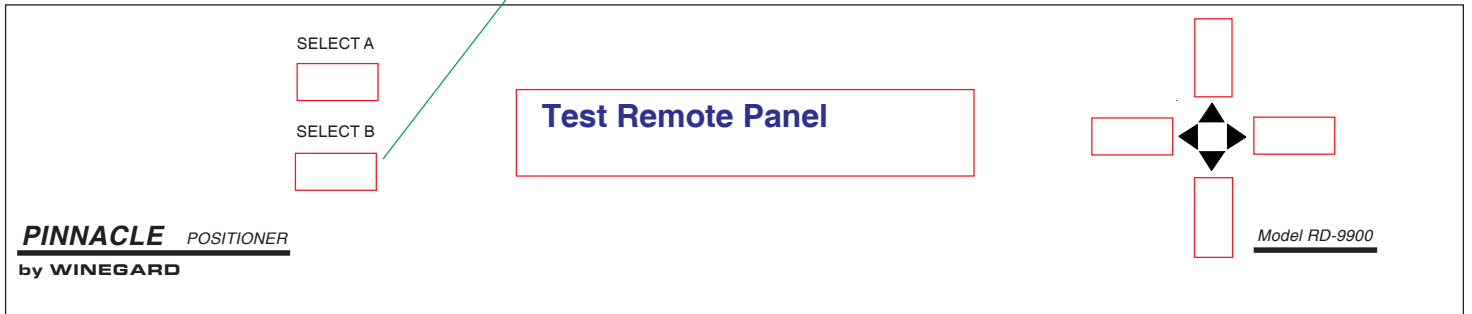 SELECT A
SELECT B
Test Remote Panel
PINNACLE POSITIONER
by WINEGARD
Model RD-9900